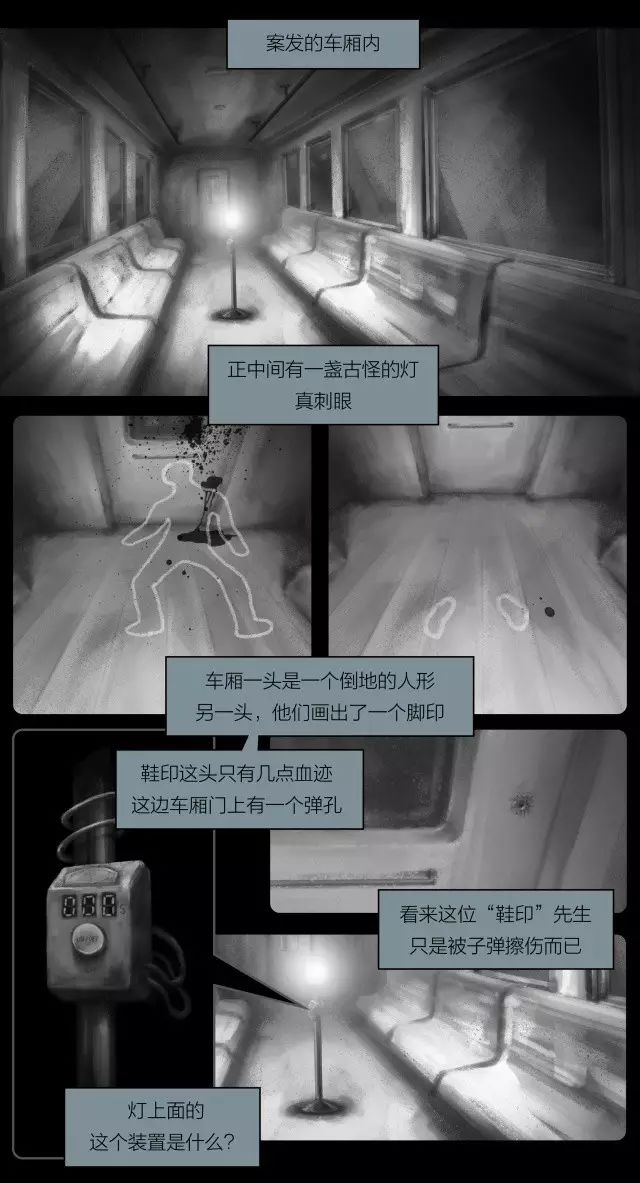 案发的车厢内
正中间有一盏古怪的灯
真刺眼
车厢一头是一个倒地的人形
另一头，他们画出了一个脚印
鞋印这头只有几点血迹
这边车厢门上有一个弹孔
看来这位“鞋印”先生
只是被子弹擦伤而已
灯上面的
这个装置是什么？